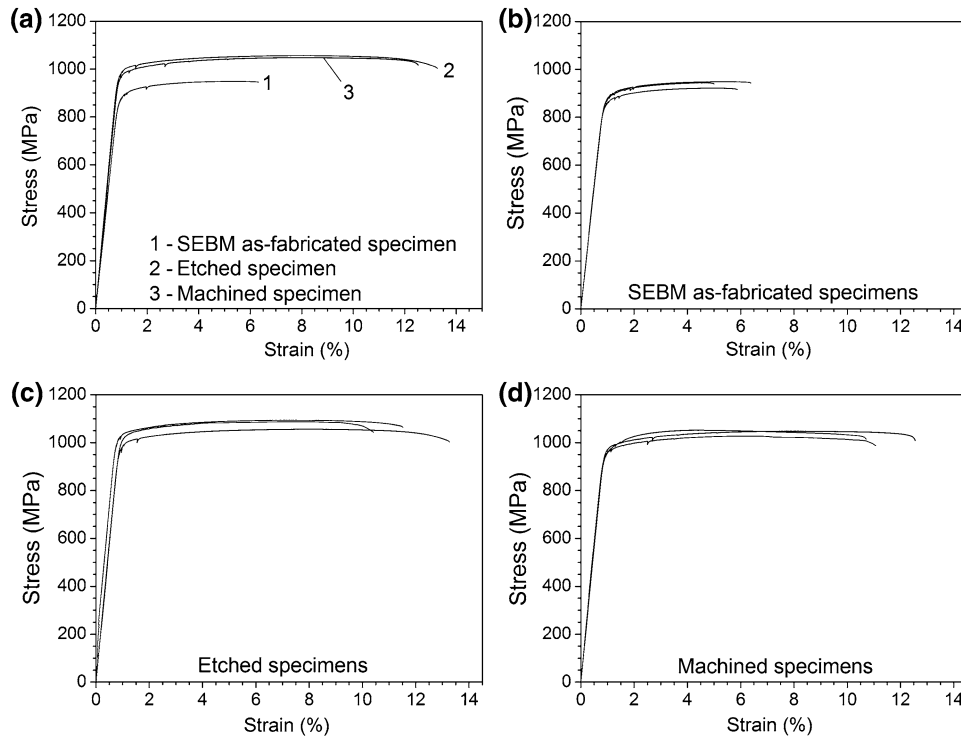 (a)
1200
1000
800
600
400
200
0
Stress (MPa)
1
2
3
1 - SEBM as-fabricated specimen
2 - Etched specimen
3 - Machined specimen
0 2 4 6 8 10 12 14
Strain (%)
(b)
1200
1000
800
600
400
200
0
Stress (MPa)
SEBM as-fabricated specimens
0 2 4 6 8 10 12 14
Strain (%)
(c)
1200
1000
800
600
400
200
0
Stress (MPa)
Etched specimens
0 2 4 6 8 10 12 14
Strain (%)
(d)
1200
1000
800
600
400
200
0
Stress (MPa)
Machined specimens
0 2 4 6 8 10 12 14
Strain (%)